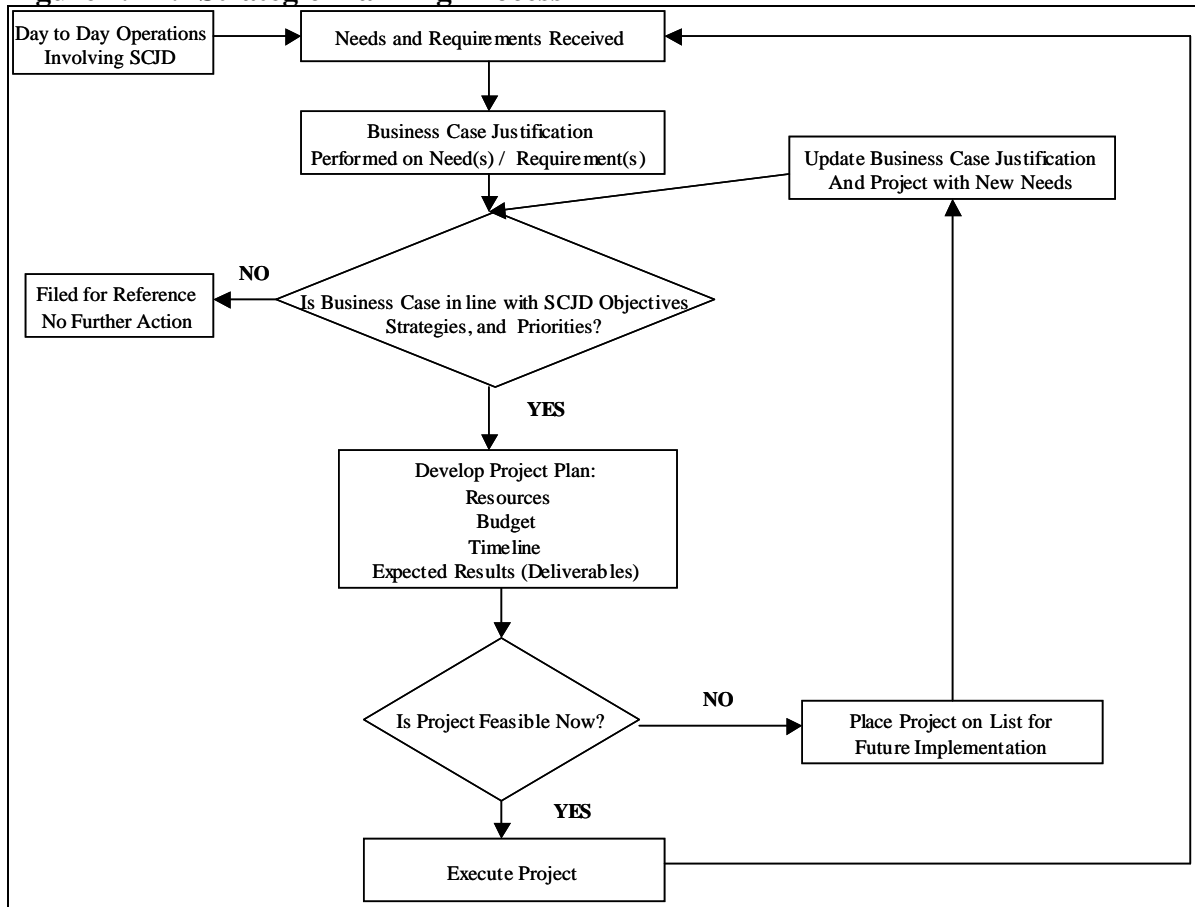 Strategic Planning Process
Day to Day Operations
Involving SCJD
Needs and Requirements Received
Business Case Justification
Performed on Need(s) / Requirement(s)
Update Business Case Justification
And Project with New Needs
NO
Filed for Reference
No Further Action
Is Business Case in line with SCJD Objectives
Strategies, and Priorities?
YES
Develop Project Plan:
Resources
Budget
Timeline
Expected Results (Deliverables)
Is Project Feasible Now?
NO
Place Project on List for
Future Implementation
YES
Execute Project